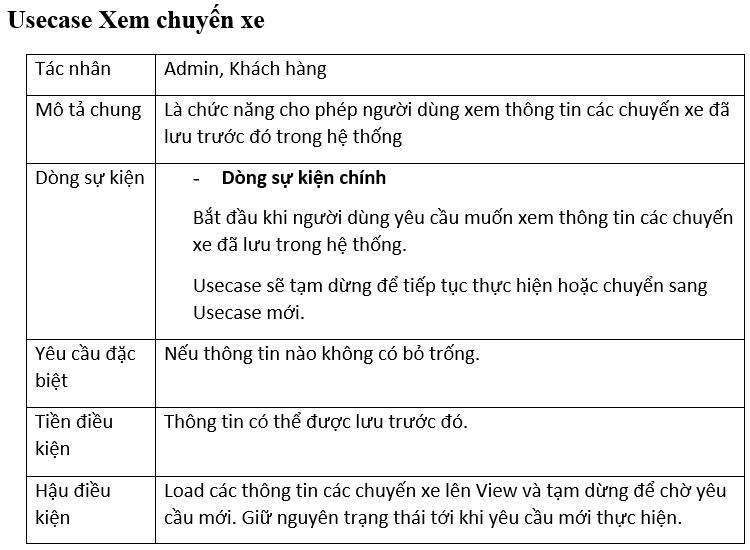 Usecase Xem chuyến xe
Tác nhân
Admin, Khách hàng
Mô tả chung
Là chức năng cho phép người dùng xem thông tin các chuyến xe đã
lưu trước đó trong hệ thống
Dòng sự kiện
- Dòng sự kiện chính
Bắt đầu khi người dùng yêu cầu muốn xem thông tin các chuyến
xe đã lưu trong hệ thống.
Usecase sẽ tạm dừng để tiếp tục thực hiện hoặc chuyển sang
Usecase mới.
Yêu cầu đặc
biệt
Nếu thông tin nào không có bỏ trống.
Tiền điều
kiện
Thông tin có thể được lưu trước đó.
Hậu điều
kiện
Load các thông tin các chuyến xe lên View và tạm dừng để chờ yêu
cầu mới. Giữ nguyên trạng thái tới khi yêu cầu mới thực hiện.